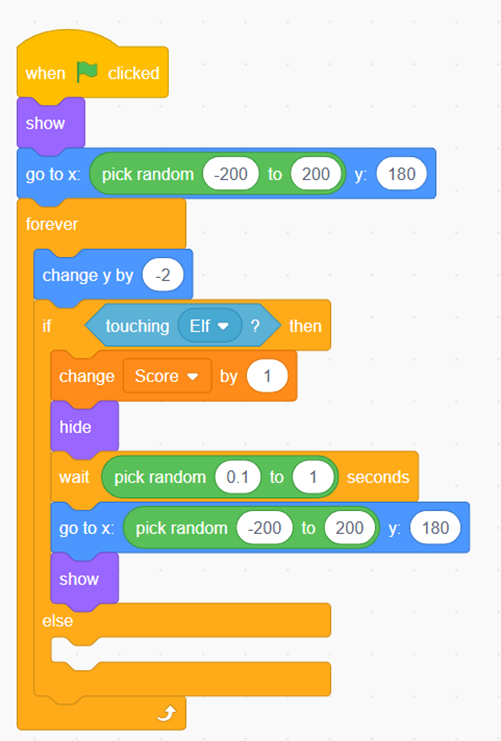 when clicked
show
go to x: pick random -200 to 200 y: 180
forever
change y by -2
if touching Elf ? then
change Score by 1
hide
wait pick random 0.1 to 1 seconds
go to x: pick random -200 to 200 y: 180
show
else